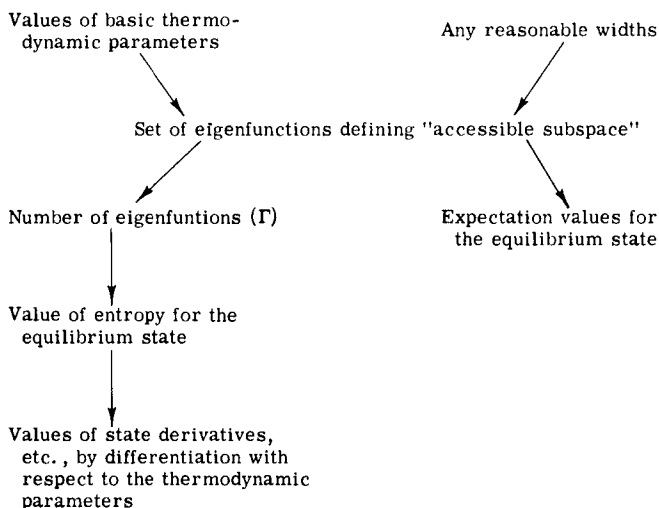 Values of basic thermo-
dynamic parameters
Any reasonable widths
Set of eigenfunctions defining "accessible subspace"
Number of eigenfuntions (Γ)
Expectation values for
the equilibrium state
Value of entropy for the
equilibrium state
Values of state derivatives,
etc., by differentiation with
respect to the thermodynamic
parameters